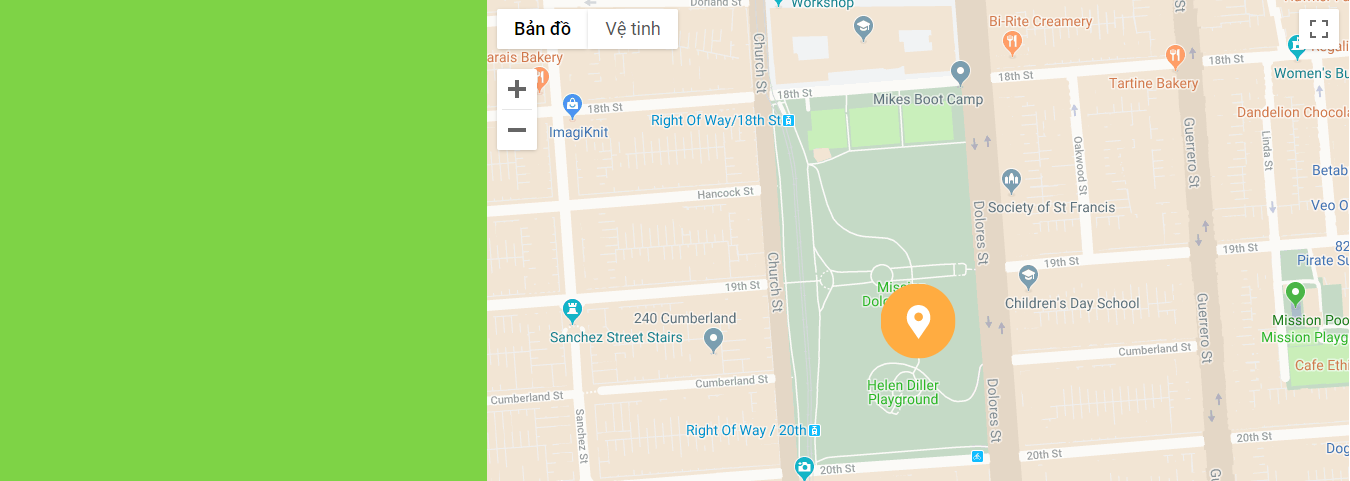 Dorland St
Workshop
Bản đồ
Vệ tinh
Church St
Bi-Rite Creamery
Tartine Bakery
18th St
18th St
18th St
18th St
Women's Bu
arais Bakery
Mikes Boot Camp
Dandelion Chocola
ImagiKnit
Right Of Way/18th St
Guerrero St
Oakwood St
Linda St
Betab
Hancock St
Society of St Francis
Veo O
Dolores St
Church St
19th St
19th St
19th St
82
Pirate Su
Children's Day School
240 Cumberland
Sanchez Street Stairs
Guerrero St
Mission Poo
Mission Playg
Cumberland St
Cafe Ethi
Cumberland St
Cumberland St
Helen Diller
Playground
Dolores St
Sanchez St
Right Of Way / 20th
20th St
20th St
20th St
Dog